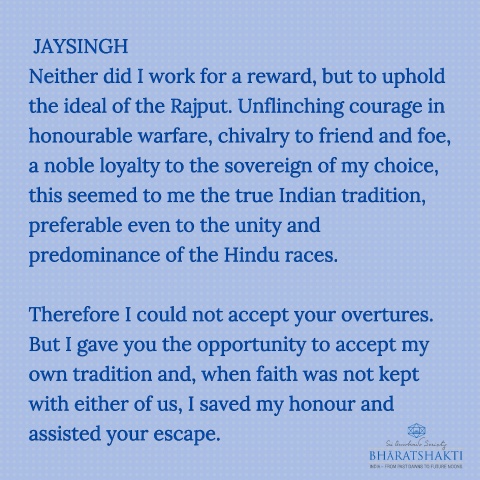 JAYSINGH
Neither did I work for a reward, but to uphold
the ideal of the Rajput. Unflinching courage in
honourable warfare, chivalry to friend and foe,
a noble loyalty to the sovereign of my choice,
this seemed to me the true Indian tradition,
preferable even to the unity and
predominance of the Hindu races.
Therefore I could not accept your overtures.
But I gave you the opportunity to accept my
own tradition and, when faith was not kept
with either of us, I saved my honour and
assisted your escape.
Sri Aurobindo Society
BHĀRATSHAKTI
INDIA – FROM PAST DAWNS TO FUTURE NOONS